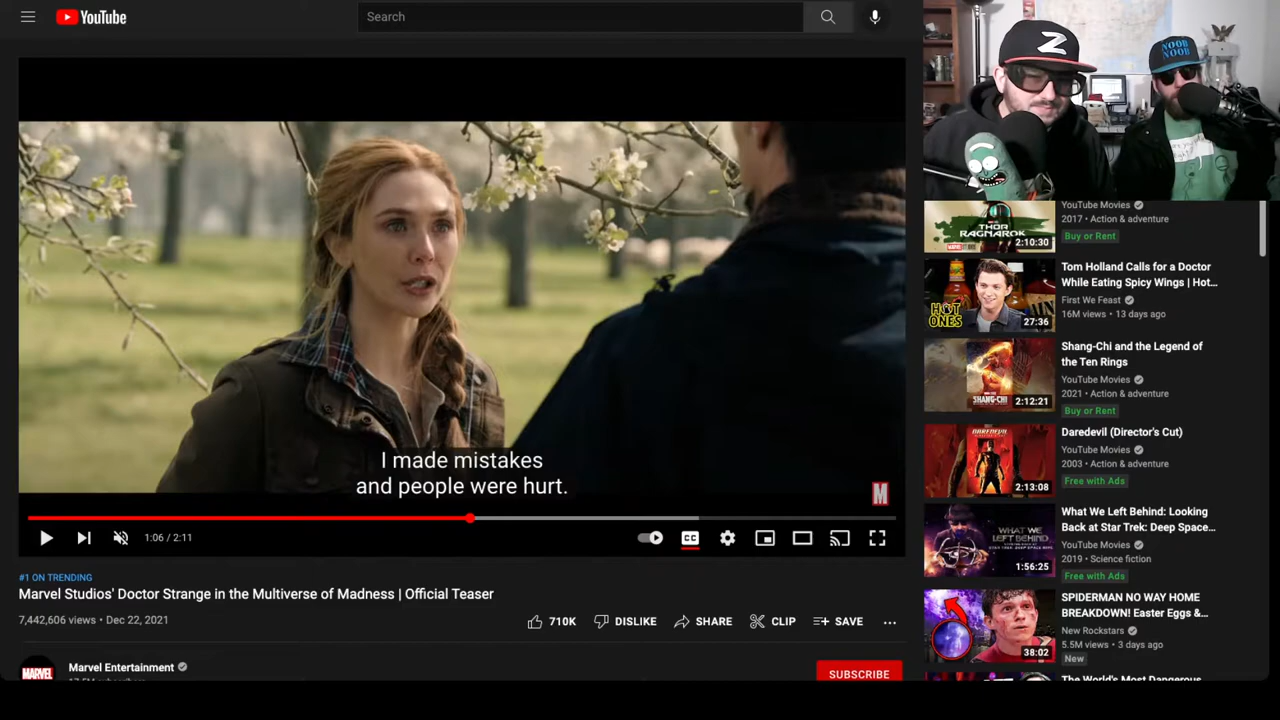 YouTube
Search
I made mistakes
and people were hurt.
M
1:06 / 2:11
CC
#1 ON TRENDING
Marvel Studios' Doctor Strange in the Multiverse of Madness | Official Teaser
7,442,606 views • Dec 22, 2021
710K
DISLIKE
SHARE
CLIP
SAVE
MARVEL
Marvel Entertainment
SUBSCRIBE
Z
NOOB
NOOB
THOR
RAGNAROK
2:10:30
YouTube Movies
2017 • Action & adventure
Buy or Rent
HOT
ONES
27:36
Tom Holland Calls for a Doctor
While Eating Spicy Wings | Hot...
First We Feast
16M views • 13 days ago
SHANG-CHI
2:12:21
Shang-Chi and the Legend of
the Ten Rings
YouTube Movies
2021 • Action & adventure
Buy or Rent
DAREDEVIL
2:13:08
Daredevil (Director's Cut)
YouTube Movies
2003 • Action & adventure
Free with Ads
WHAT WE
LEFT BEHIND
1:56:25
What We Left Behind: Looking
Back at Star Trek: Deep Space...
YouTube Movies
2019 • Science fiction
Free with Ads
38:02
SPIDERMAN NO WAY HOME
BREAKDOWN! Easter Eggs &...
New Rockstars
5.5M views • 3 days ago
New
The World's Most Dangerous